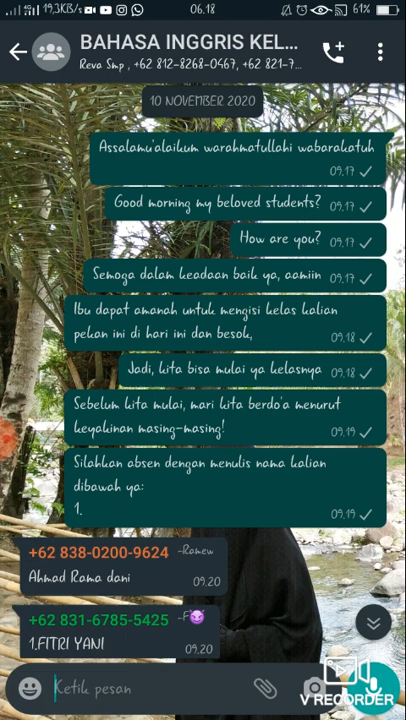 19,3KB/s
06.18
61%
BAHASA INGGRIS KEL...
Reva Smp, +62 812-8268-0467, +62 821-7...
10 NOVEMBER 2020
Assalamu'alaikum warahmatullahi wabarakatuh
09.17
Good morning my beloved students?
09.17
How are you?
09.17
Semoga dalam keadaan baik ya, aamiin
09.17
Ibu dapat amanah untuk mengisi kelas kalian
pekan ini di hari ini dan besok,
09.18
Jadi, kita bisa mulai ya kelasnya
09.18
Sebelum kita mulai, mari kita berdo'a menurut
keyakinan masing-masing!
09.19
Silahkan absen dengan menulis nama kalian
dibawah ya:
1.
09.19
+62 838-0200-9624 ~Ramew
Ahmad Rama dani
09.20
+62 831-6785-5425 ~F😈
1.FITRI YANI
09.20
Ketik pesan
V RECORDER